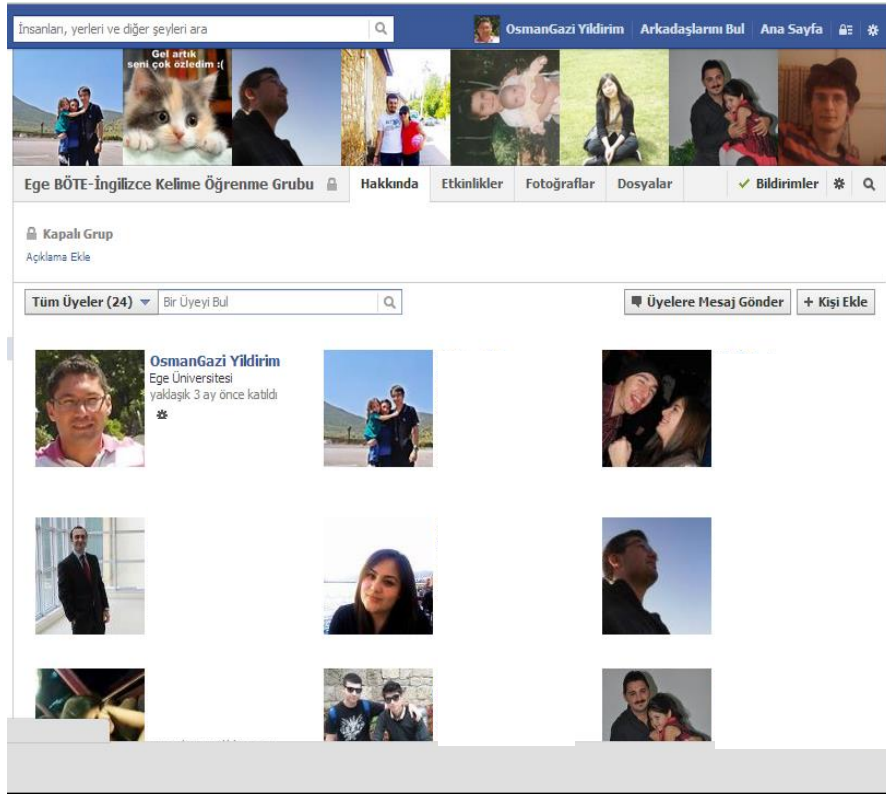 İnsanları, yerleri ve diğer şeyleri ara
OsmanGazi Yildirim Arkadaşlarını Bul Ana Sayfa
Gel artık
seni çok özledim :(
Ege BÖTE-İngilizce Kelime Öğrenme Grubu Hakkında Etkinlikler Fotoğraflar Dosyalar ✓ Bildirimler
Kapalı Grup
Açıklama Ekle
Tüm Üyeler (24) Bir Üyeyi Bul Üyelere Mesaj Gönder + Kişi Ekle
OsmanGazi Yildirim
Ege Üniversitesi
yaklaşık 3 ay önce katıldı